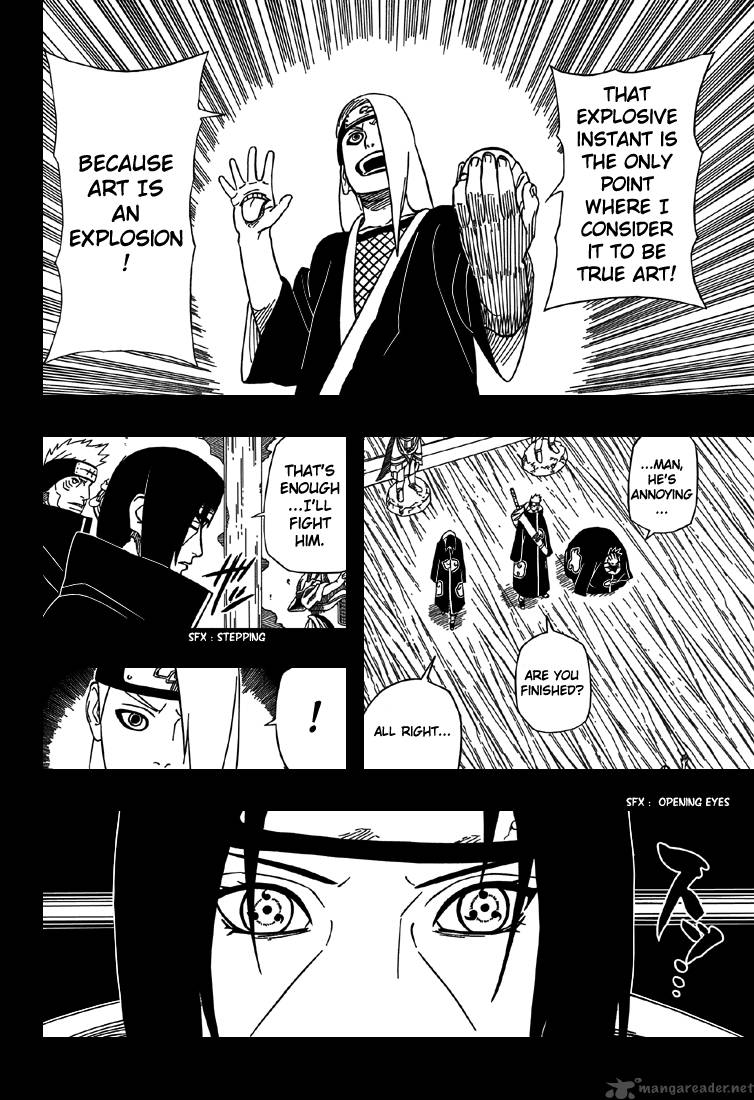 THAT
EXPLOSIVE
INSTANT IS
THE ONLY
POINT
WHERE I
CONSIDER
IT TO BE
TRUE ART!
BECAUSE
ART IS
AN
EXPLOSION
!
...MAN,
HE'S
ANNOYING
...
ARE YOU
FINISHED?
ALL RIGHT...
THAT'S
ENOUGH
...I'LL
FIGHT
HIM.
SFX : STEPPING
!
SFX : OPENING EYES
スッ...
mangareader.net